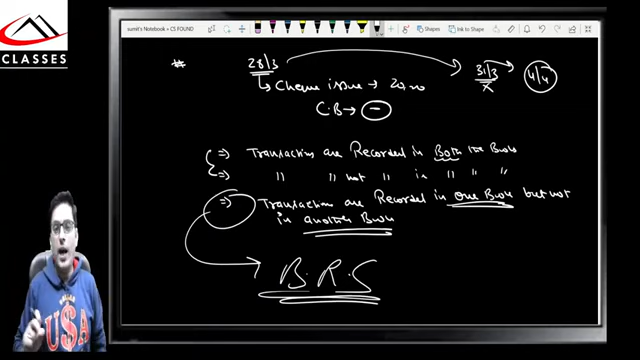 sumit's Notebook » CS FOUND
Shapes Ink to Shape
CLASSES
* 28/3 31/3 4/4
x
↳ Cheque issue → 20,000
C.B → −
⇒ Transaction are Recorded in Both the Book
⇒ " " not " in " " "
⇒ Transaction are Recorded in one Book but not
in another Book
B.R.S
DALLAS
U$A